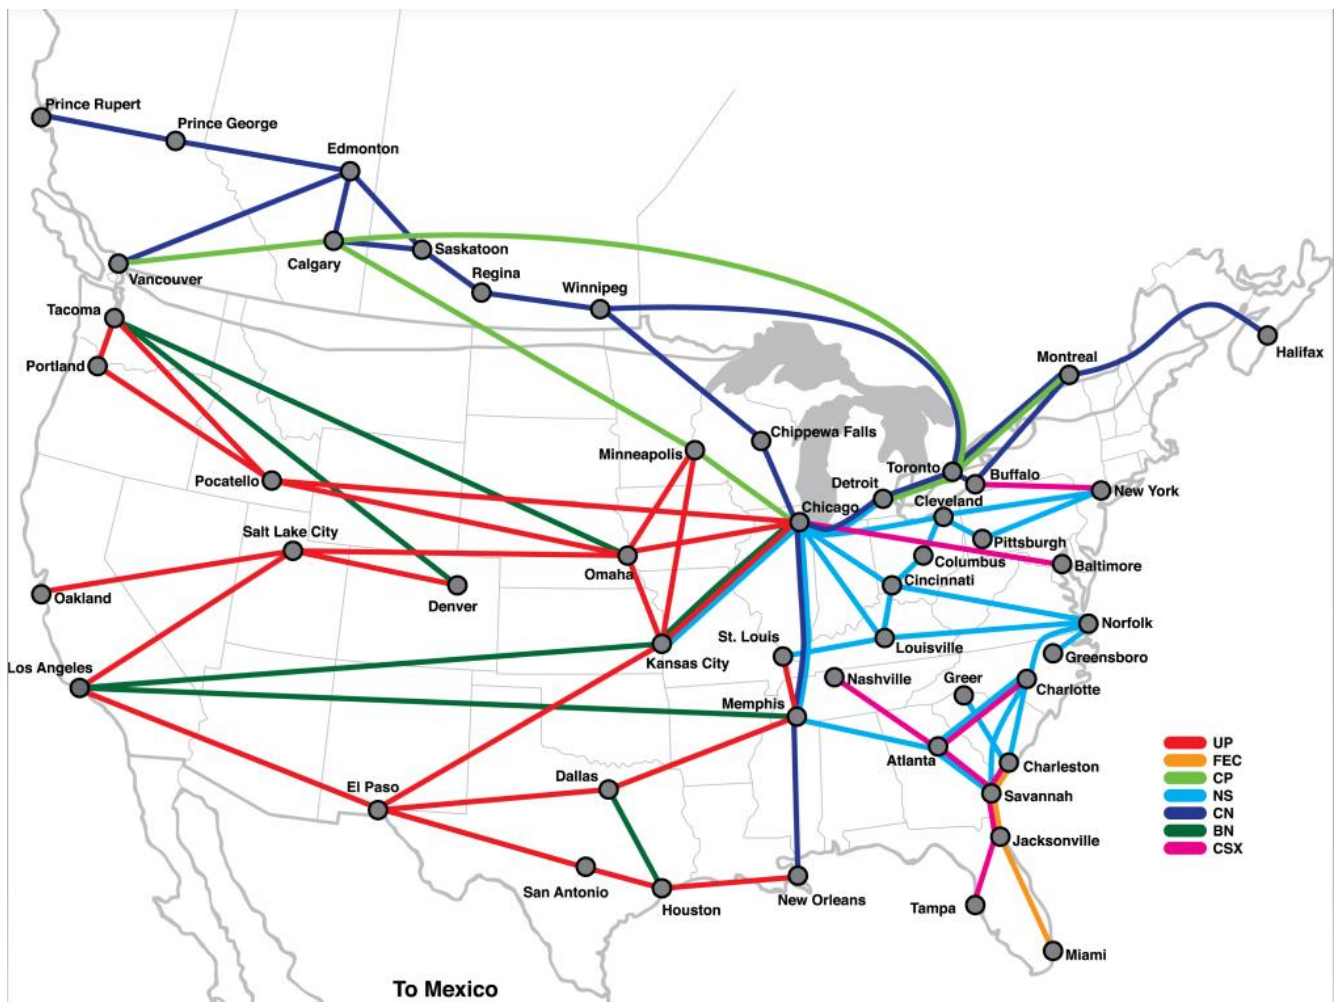 Prince Rupert
Prince George
Edmonton
Saskatoon
Calgary
Vancouver
Regina
Winnipeg
Tacoma
Halifax
Montreal
Portland
Chippewa Falls
Minneapolis
Toronto
Buffalo
Pocatello
Detroit
New York
Cleveland
Chicago
Salt Lake City
Pittsburgh
Columbus
Baltimore
Omaha
Cincinnati
Oakland
Denver
Norfolk
St. Louis
Louisville
Greensboro
Kansas City
Los Angeles
Nashville
Greer
Charlotte
Memphis
Atlanta
Charleston
Dallas
El Paso
Savannah
Jacksonville
San Antonio
New Orleans
Houston
Tampa
Miami
UP
FEC
CP
NS
CN
BN
CSX
To Mexico